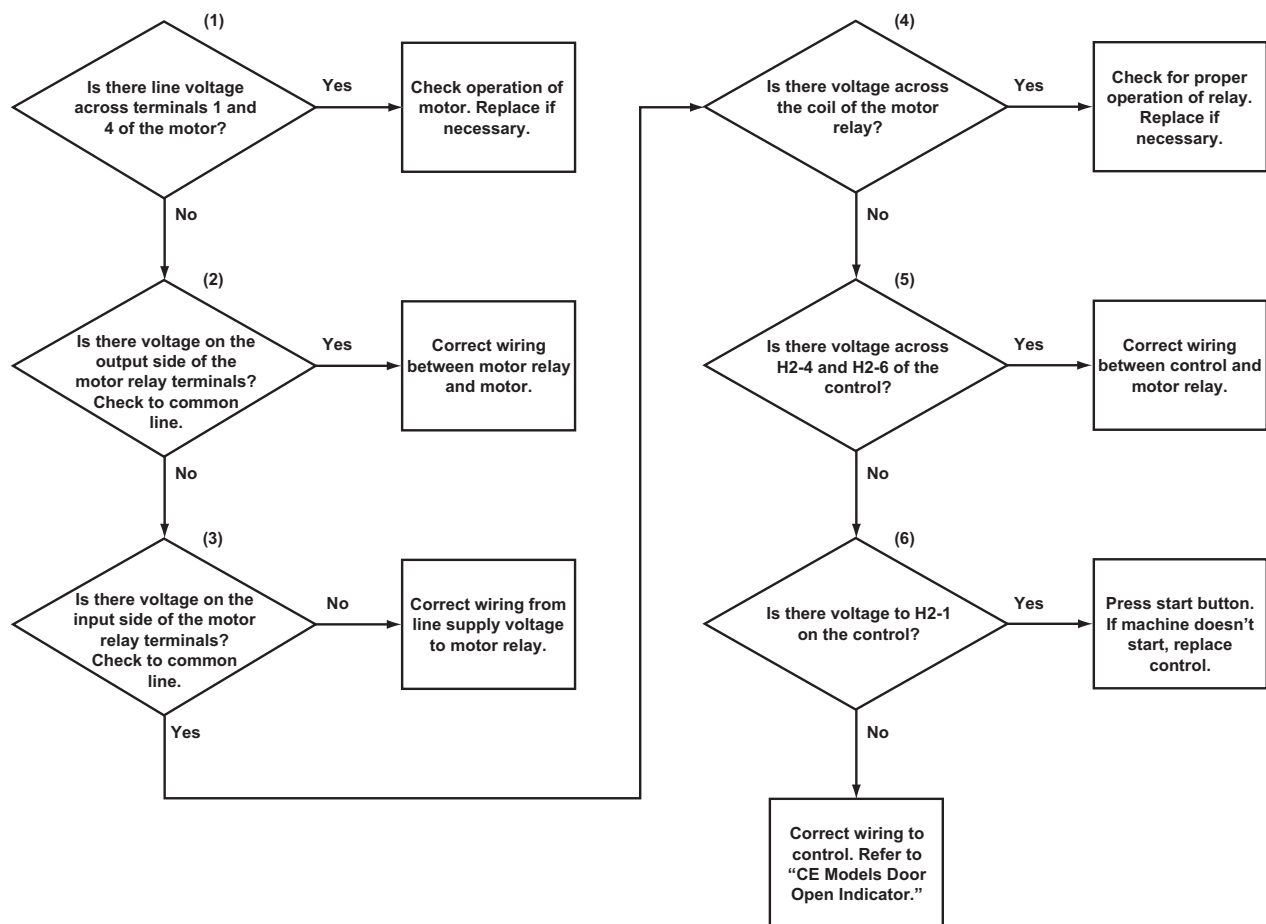 (1)
Is there line voltage
across terminals 1 and
4 of the motor?
Yes
Check operation of
motor. Replace if
necessary.
No
(2)
Is there voltage on the
output side of the
motor relay terminals?
Check to common
line.
Yes
Correct wiring
between motor relay
and motor.
No
(3)
Is there voltage on the
input side of the motor
relay terminals?
Check to common
line.
No
Correct wiring from
line supply voltage
to motor relay.
Yes
(4)
Is there voltage across
the coil of the motor
relay?
Yes
Check for proper
operation of relay.
Replace if
necessary.
No
(5)
Is there voltage across
H2-4 and H2-6 of the
control?
Yes
Correct wiring
between control and
motor relay.
No
(6)
Is there voltage to H2-1
on the control?
Yes
Press start button.
If machine doesn’t
start, replace
control.
No
Correct wiring to
control. Refer to
“CE Models Door
Open Indicator.”